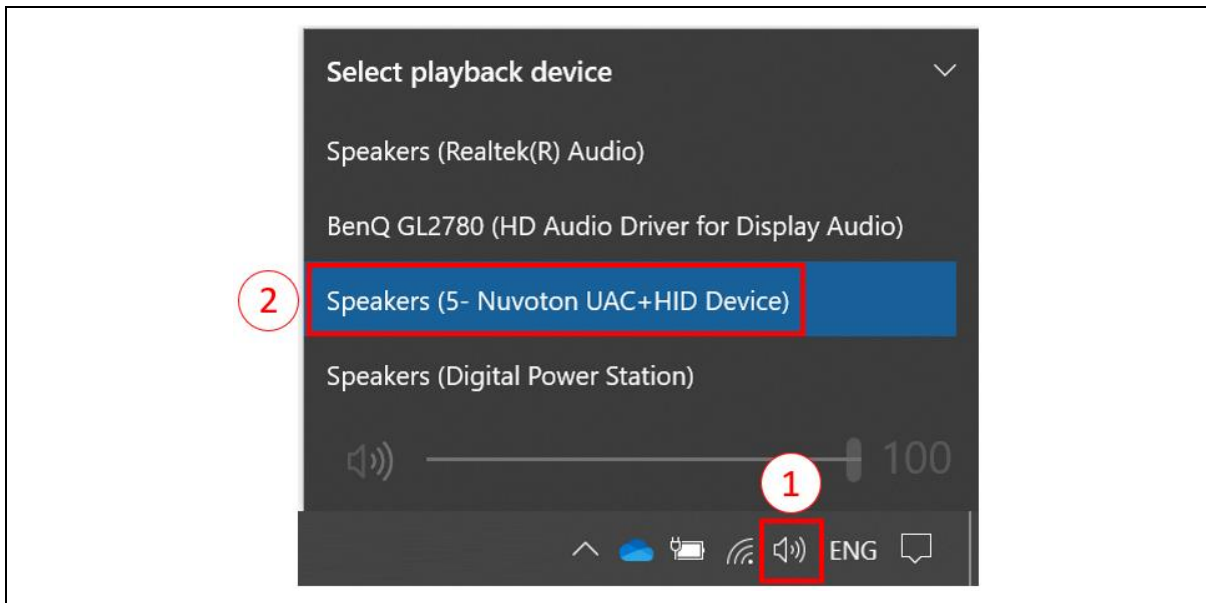 Select playback device
Speakers (Realtek(R) Audio)
BenQ GL2780 (HD Audio Driver for Display Audio)
2
Speakers (5- Nuvoton UAC+HID Device)
Speakers (Digital Power Station)
100
1
ENG